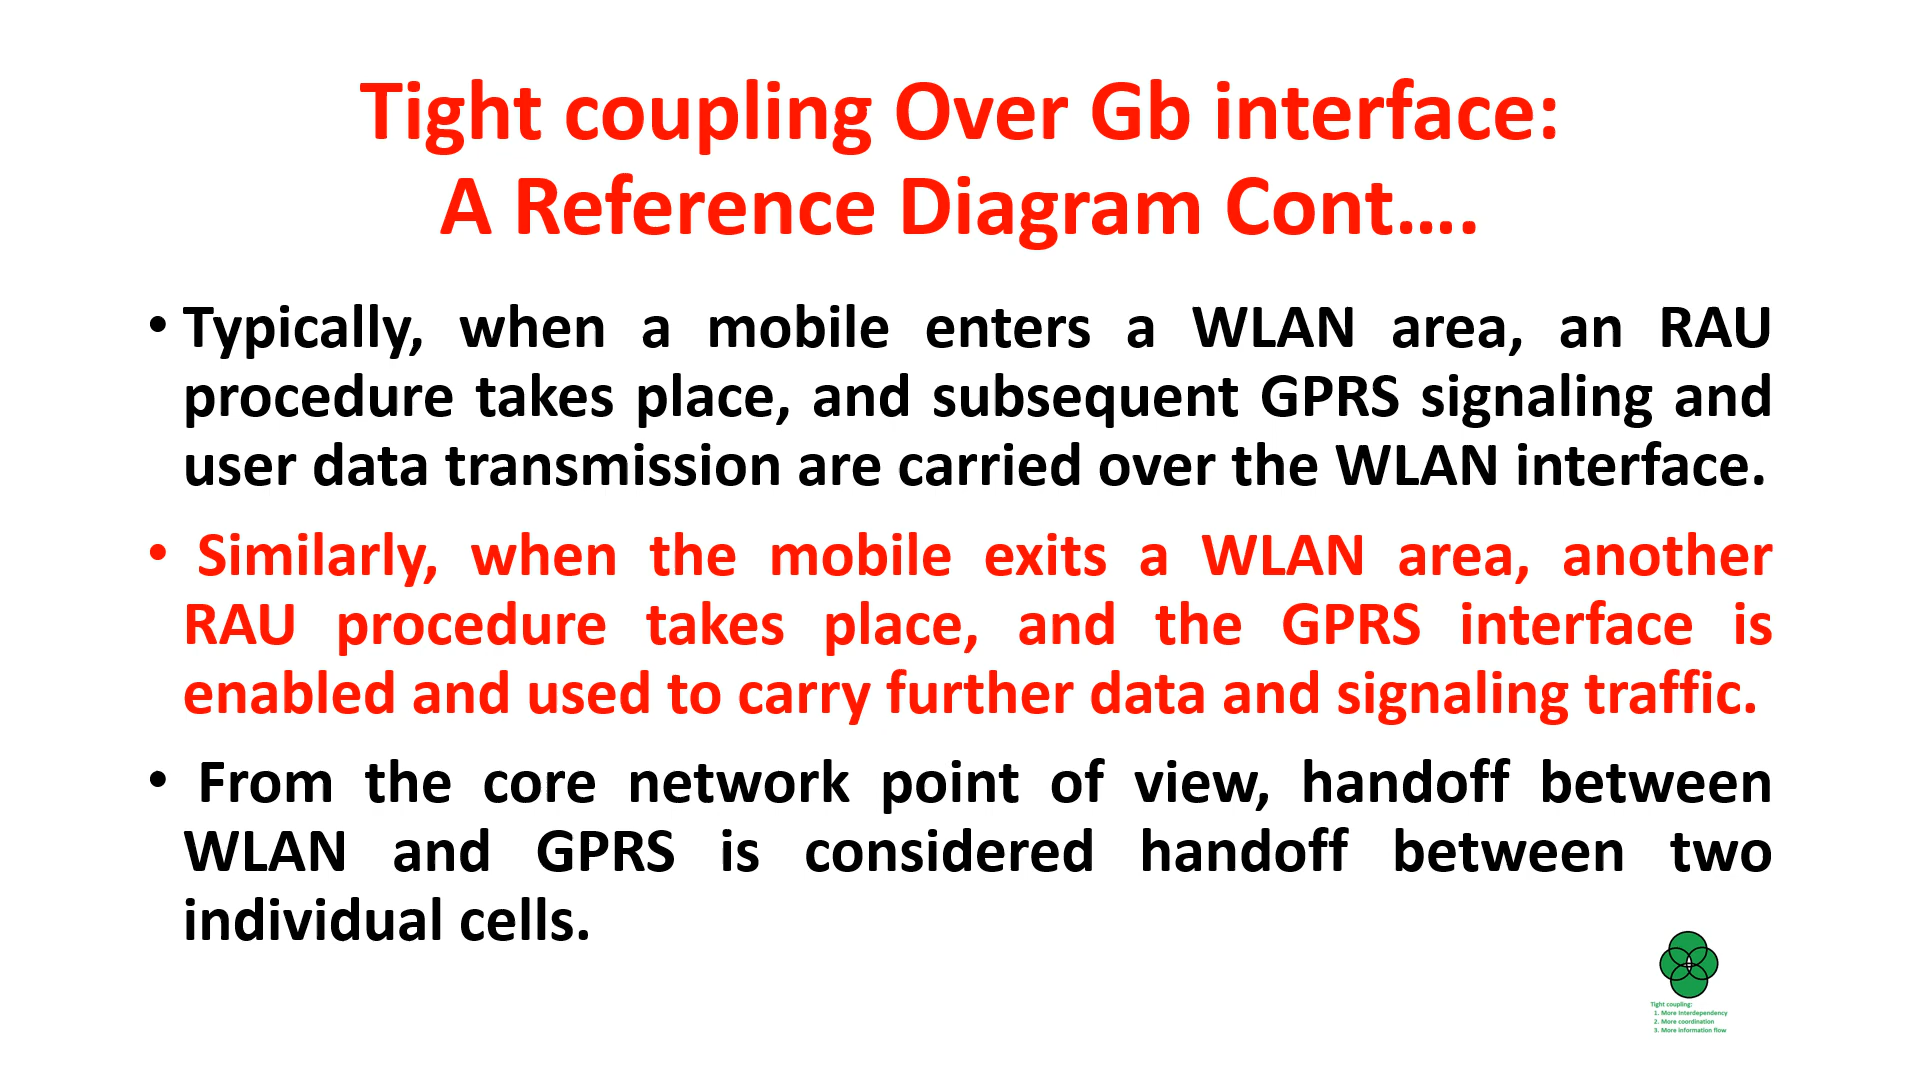 Tight coupling Over Gb interface:
A Reference Diagram Cont....
• Typically, when a mobile enters a WLAN area, an RAU
procedure takes place, and subsequent GPRS signaling and
user data transmission are carried over the WLAN interface.
• Similarly, when the mobile exits a WLAN area, another
RAU procedure takes place, and the GPRS interface is
enabled and used to carry further data and signaling traffic.
• From the core network point of view, handoff between
WLAN and GPRS is considered handoff between two
individual cells.
Tight coupling:
1. More Interdependency
2. More coordination
3. More information flow